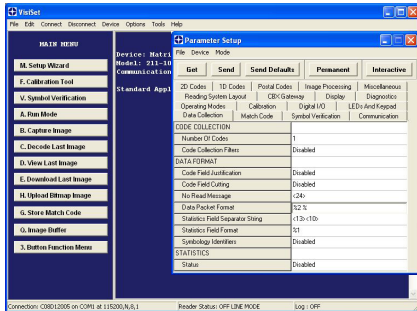 VisiSet
File Edit Connect Disconnect Device Options Tools Help
MAIN MENU
M. Setup Wizard
F. Calibration Tool
V. Symbol Verification
A. Run Mode
B. Capture Image
C. Decode Last Image
D. View Last Image
E. Download Last Image
H. Upload Bitmap Image
G. Store Match Code
Q. Image Buffer
3. Button Function Menu
Device: Matri
Model: 211-10
Communication
Standard Appl
Parameter Setup
File Device Mode
Get Send Send Defaults Permanent Interactive
2D Codes 1D Codes Postal Codes Image Processing Miscellaneous
Reading System Layout CBX Gateway Display Diagnostics
Operating Modes Calibration Digital I/O LEDs And Keypad
Data Collection Match Code Symbol Verification Communication
CODE COLLECTION
Number Of Codes 1
Code Collection Filters Disabled
DATA FORMAT
Code Field Justification Disabled
Code Field Cutting Disabled
No Read Message <24>
Data Packet Format %2 %
Statistics Field Separator String <13><10>
Statistics Field Format %1
Symbology Identifiers Disabled
STATISTICS
Status Disabled
Connection: C08D12005 on COM1 at 115200,N,8,1 Reader Status: OFF LINE MODE Log : OFF